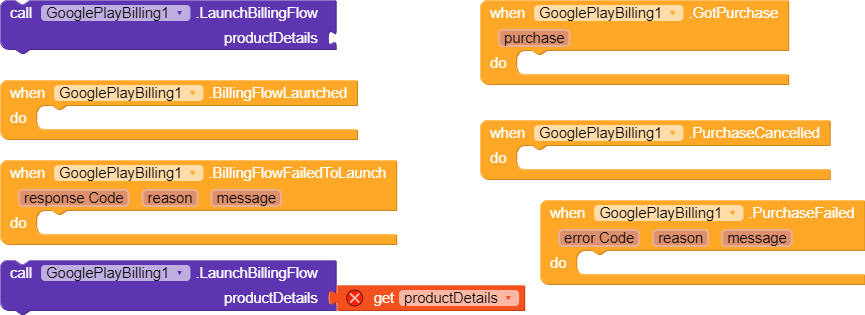 call GooglePlayBilling1 .LaunchBillingFlow
productDetails
when GooglePlayBilling1 .BillingFlowLaunched
do
when GooglePlayBilling1 .BillingFlowFailedToLaunch
response Code reason message
do
call GooglePlayBilling1 .LaunchBillingFlow
productDetails get productDetails
when GooglePlayBilling1 .GotPurchase
purchase
do
when GooglePlayBilling1 .PurchaseCancelled
do
when GooglePlayBilling1 .PurchaseFailed
error Code reason message
do